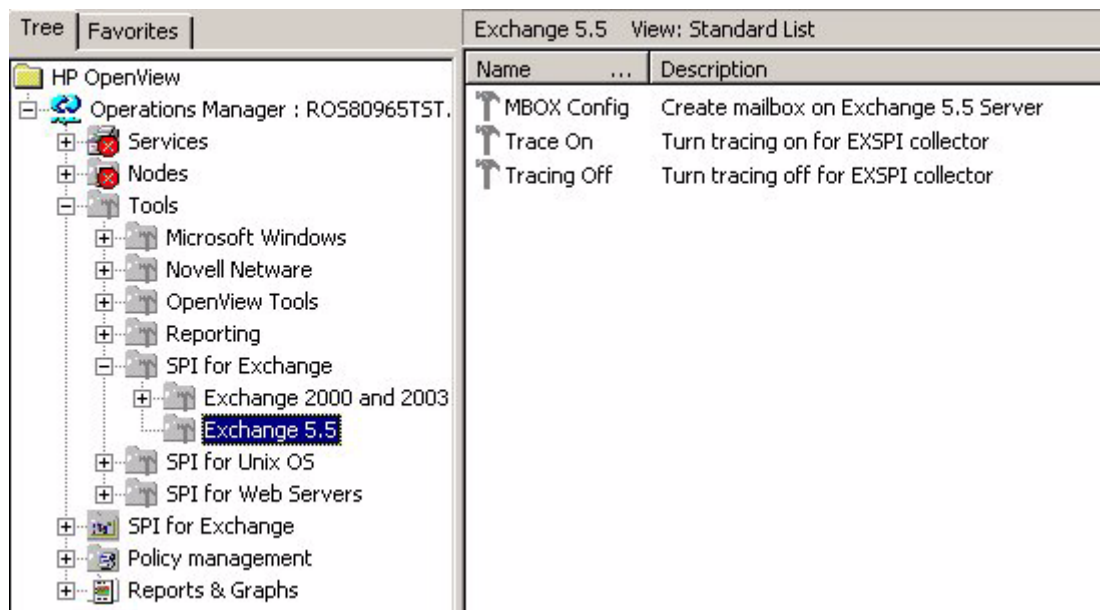 Tree
Favorites
HP OpenView
Operations Manager : ROS80965TST.
Services
Nodes
Tools
Microsoft Windows
Novell Netware
OpenView Tools
Reporting
SPI for Exchange
Exchange 2000 and 2003
Exchange 5.5
SPI for Unix OS
SPI for Web Servers
SPI for Exchange
Policy management
Reports & Graphs
Exchange 5.5 View: Standard List
Name ... Description
MBOX Config Create mailbox on Exchange 5.5 Server
Trace On Turn tracing on for EXSPI collector
Tracing Off Turn tracing off for EXSPI collector